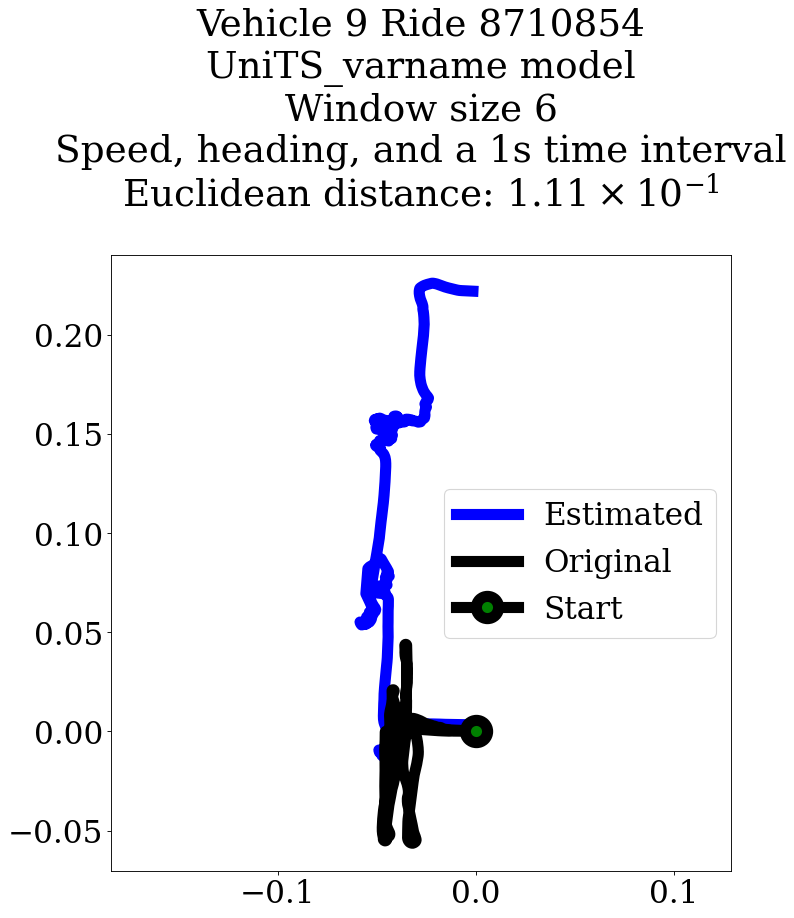 Vehicle 9 Ride 8710854
UniTS_varname model
Window size 6
Speed, heading, and a 1s time interval
Euclidean distance: 1.11 × 10⁻¹
0.20
0.15
0.10
0.05
0.00
−0.05
Estimated
Original
Start
−0.1
0.0
0.1